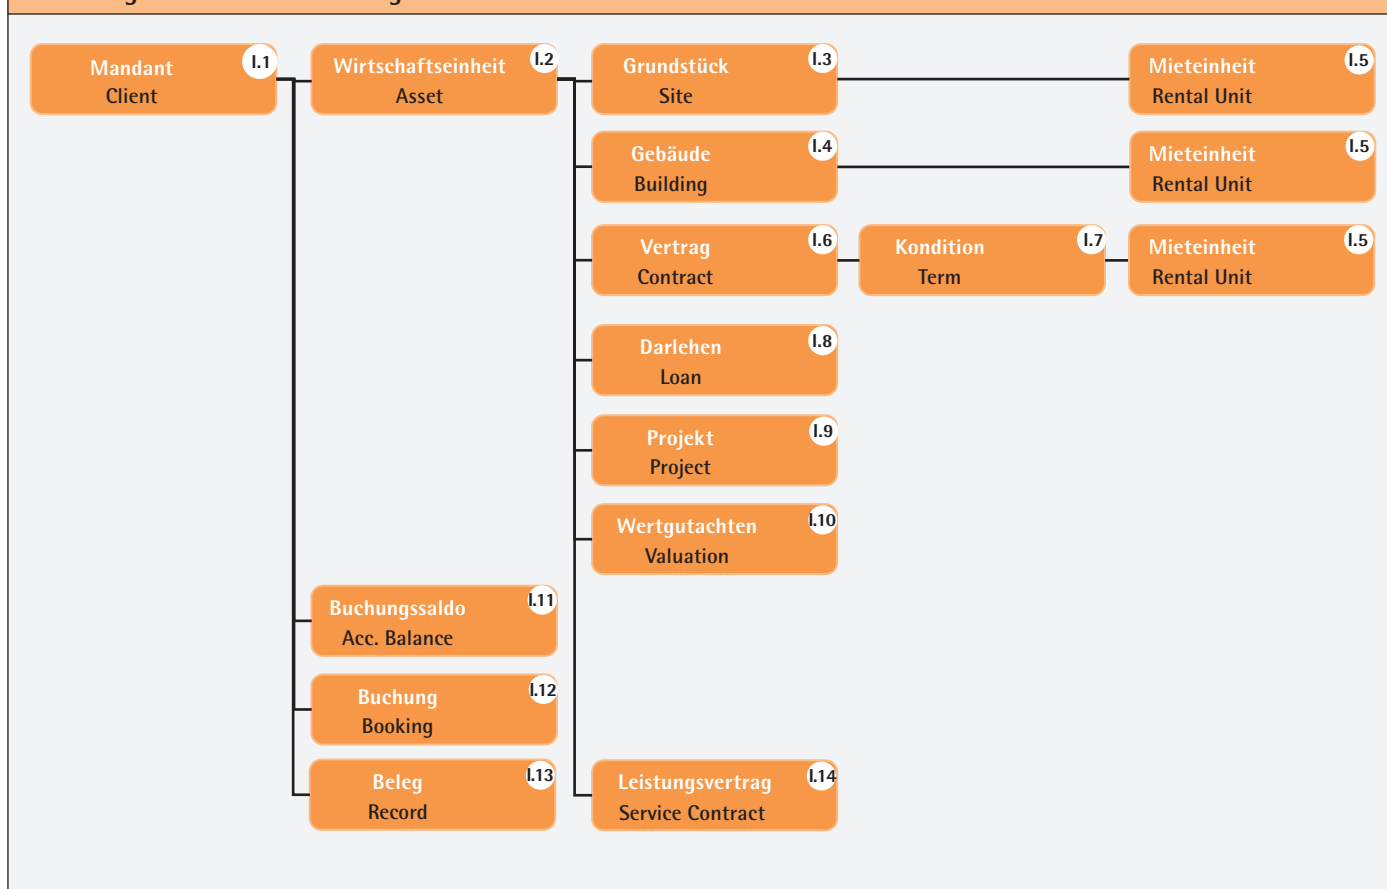 Mandant
Client
I.1
Wirtschaftseinheit
Asset
I.2
Grundstück
Site
I.3
Mieteinheit
Rental Unit
I.5
Gebäude
Building
I.4
Mieteinheit
Rental Unit
I.5
Vertrag
Contract
I.6
Kondition
Term
I.7
Mieteinheit
Rental Unit
I.5
Darlehen
Loan
I.8
Projekt
Project
I.9
Wertgutachten
Valuation
I.10
Buchungssaldo
Acc. Balance
I.11
Buchung
Booking
I.12
Beleg
Record
I.13
Leistungsvertrag
Service Contract
I.14